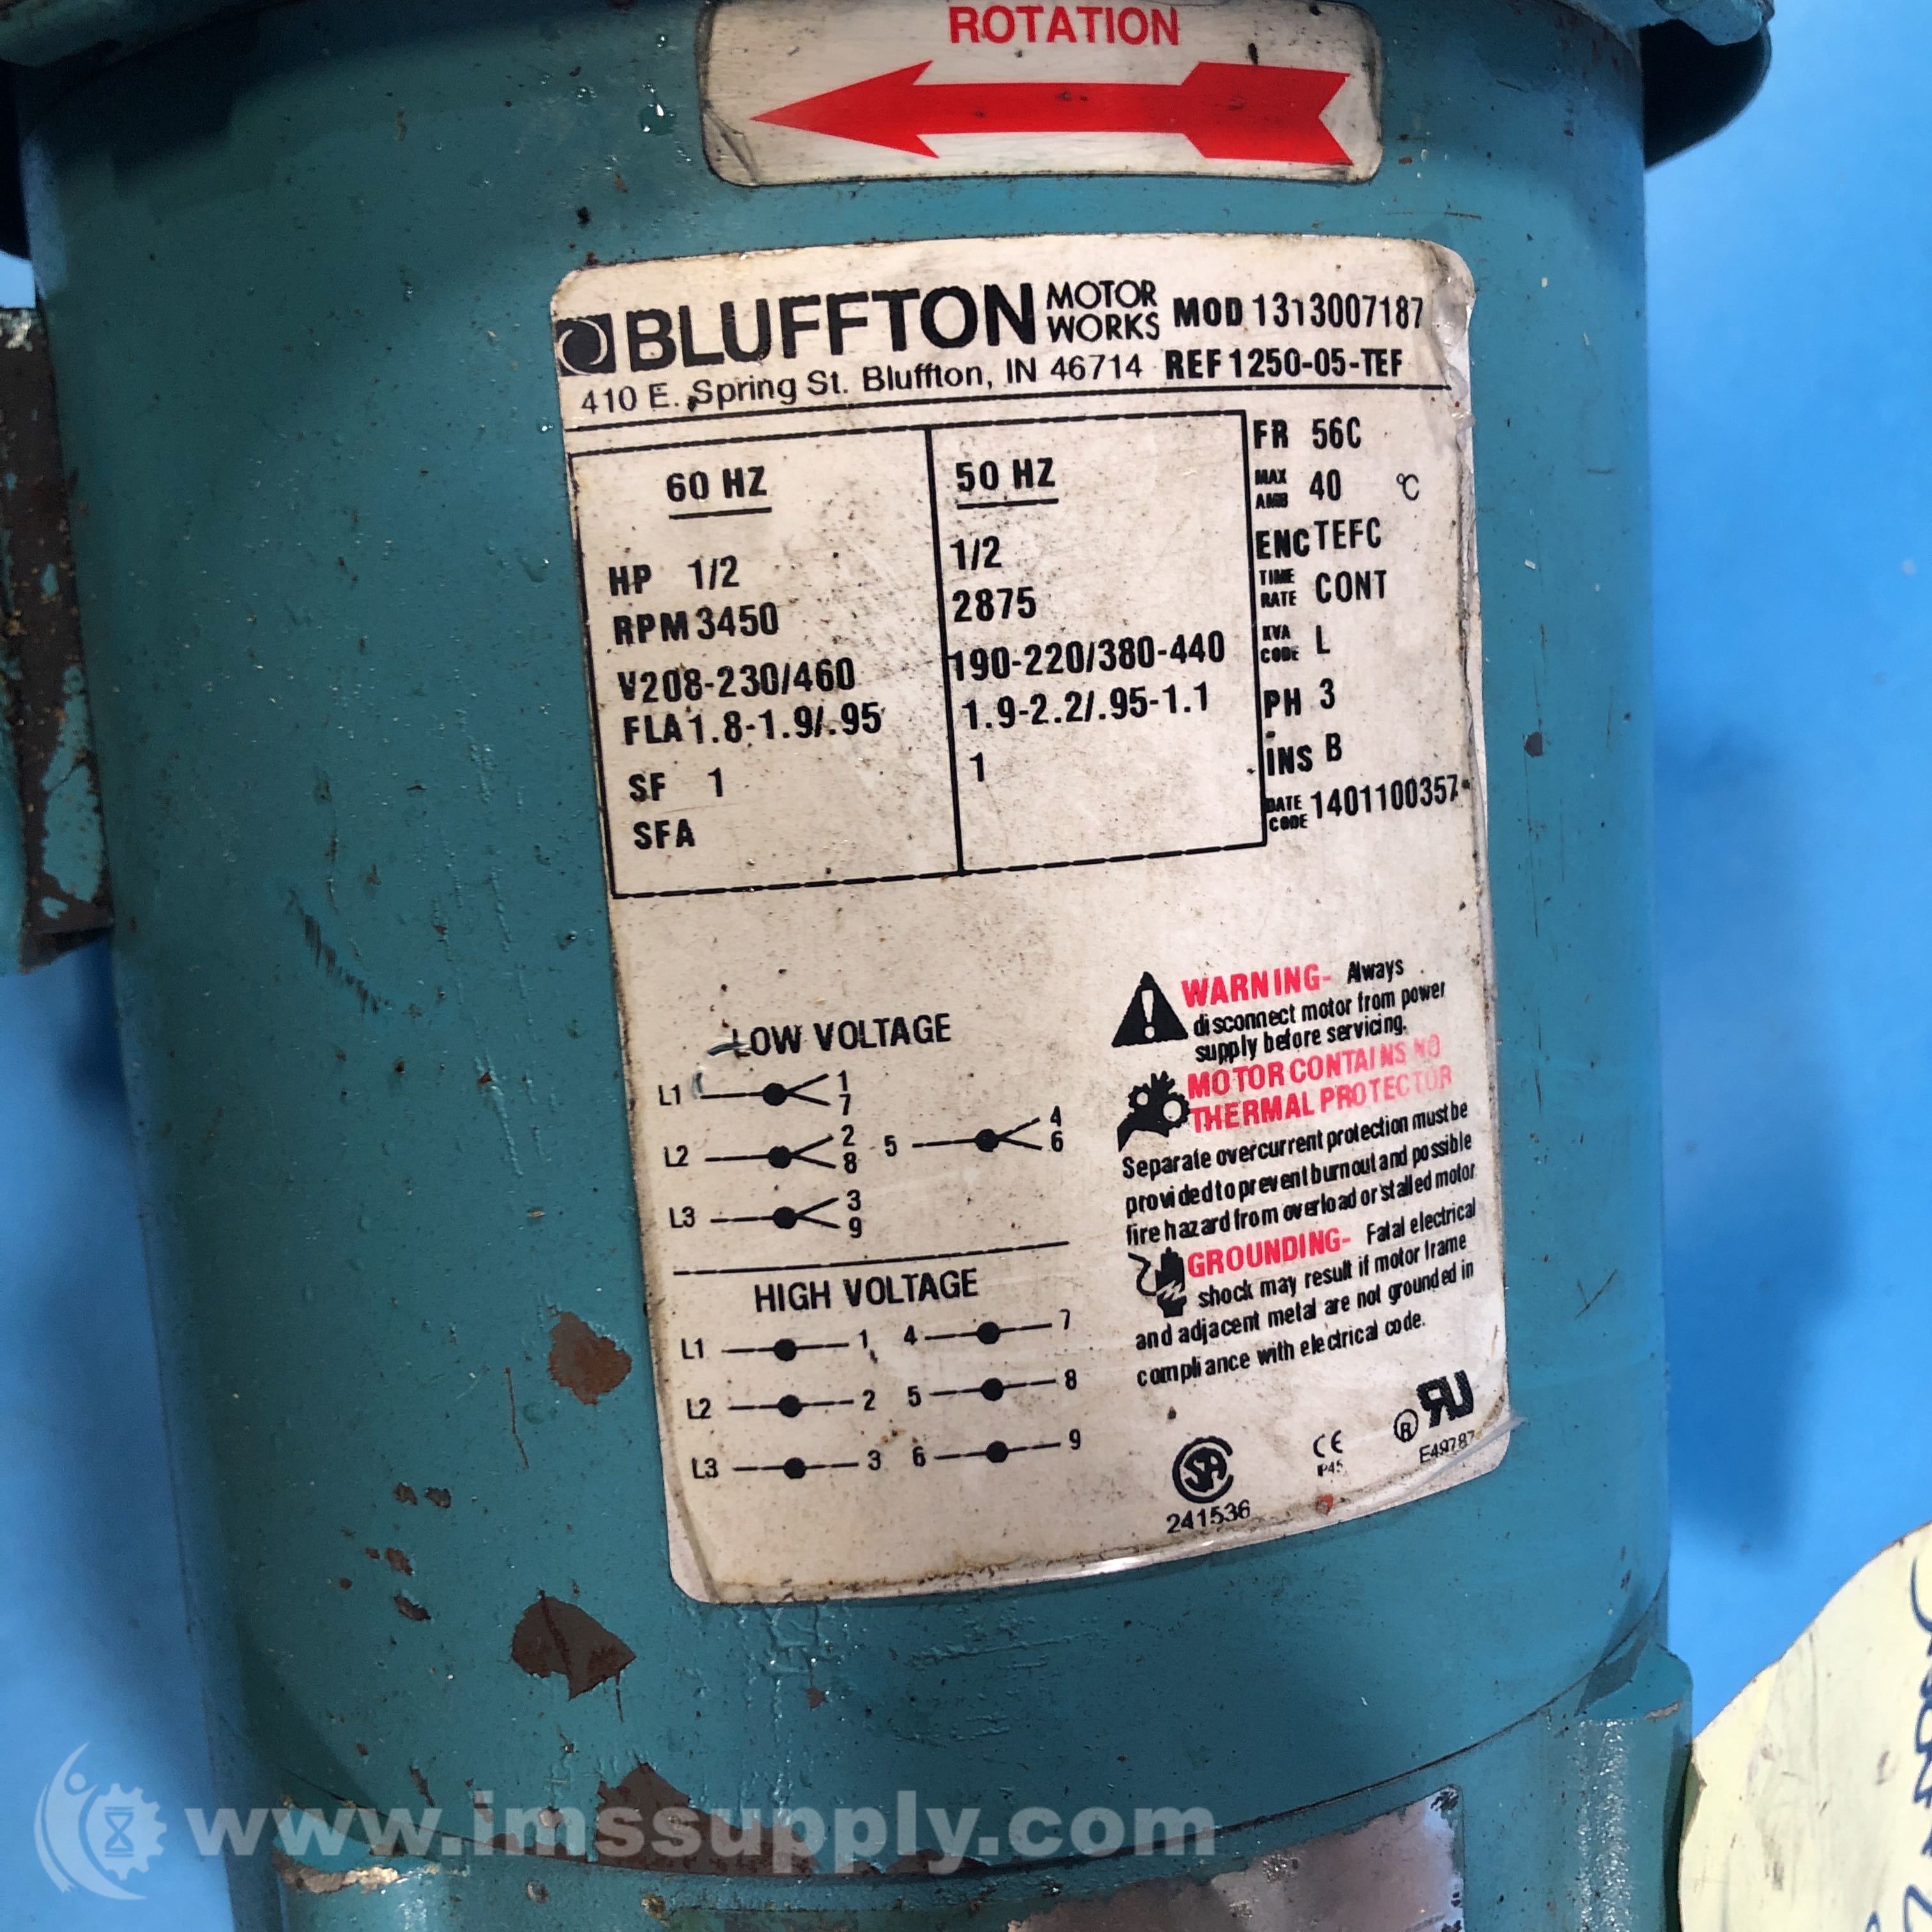 ROTATION
BLUFFTON MOTOR WORKS MOD 1313007187
410 E. Spring St. Bluffton, IN 46714 REF 1250-05-TEF
60 HZ 50 HZ
HP 1/2 1/2
RPM 3450 2875
V208-230/460 190-220/380-440
FLA 1.8-1.9/.95 1.9-2.2/.95-1.1
SF 1 1
SFA
FR 56C
MAX AMB 40 °C
ENC TEFC
TIME RATE CONT
KVA CODE L
PH 3
INS B
DATE CODE 1401100357
LOW VOLTAGE
L1 1 7
L2 2 8 5 4 6
L3 3 9
HIGH VOLTAGE
L1 1 4 7
L2 2 5 8
L3 3 6 9
WARNING- Always
disconnect motor from power
supply before servicing.
MOTOR CONTAINS NO
THERMAL PROTECTOR
Separate overcurrent protection must be
provided to prevent burnout and possible
fire hazard from overload or stalled motor
GROUNDING- Fatal electrical
shock may result if motor frame
and adjacent metal are not grounded in
compliance with electrical code.
SA
241536
CE
IP45
® RU
E49787
www.imssupply.com